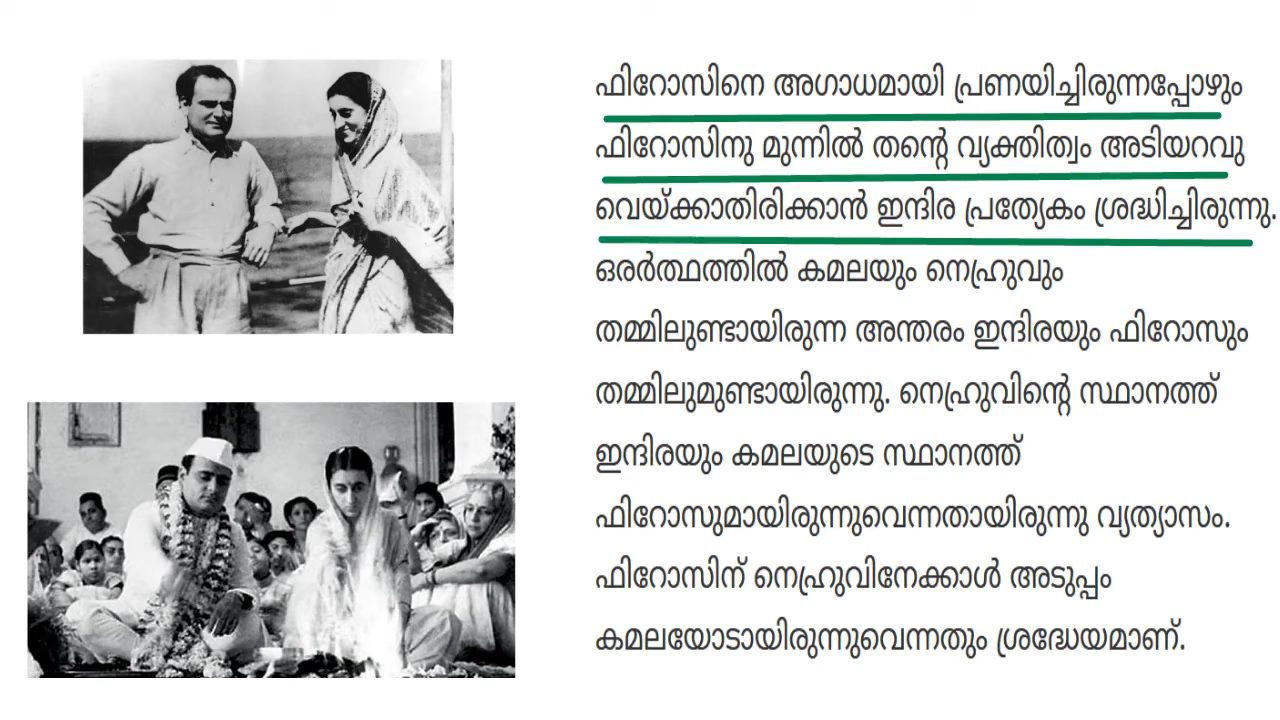 ഫിറോസിനെ അഗാധമായി പ്രണയിച്ചിരുന്നപ്പോഴും
ഫിറോസിനു മുന്നിൽ തന്റെ വ്യക്തിത്വം അടിയറവു
വെയ്ക്കാതിരിക്കാൻ ഇന്ദിര പ്രത്യേകം ശ്രദ്ധിച്ചിരുന്നു.
ഒരർത്ഥത്തിൽ കമലയും നെഹ്രുവും
തമ്മിലുണ്ടായിരുന്ന അന്തരം ഇന്ദിരയും ഫിറോസും
തമ്മിലുമുണ്ടായിരുന്നു. നെഹ്രുവിന്റെ സ്ഥാനത്ത്
ഇന്ദിരയും കമലയുടെ സ്ഥാനത്ത്
ഫിറോസുമായിരുന്നുവെന്നതായിരുന്നു വ്യത്യാസം.
ഫിറോസിന് നെഹ്രുവിനേക്കാൾ അടുപ്പം
കമലയോടായിരുന്നുവെന്നതും ശ്രദ്ധേയമാണ്.